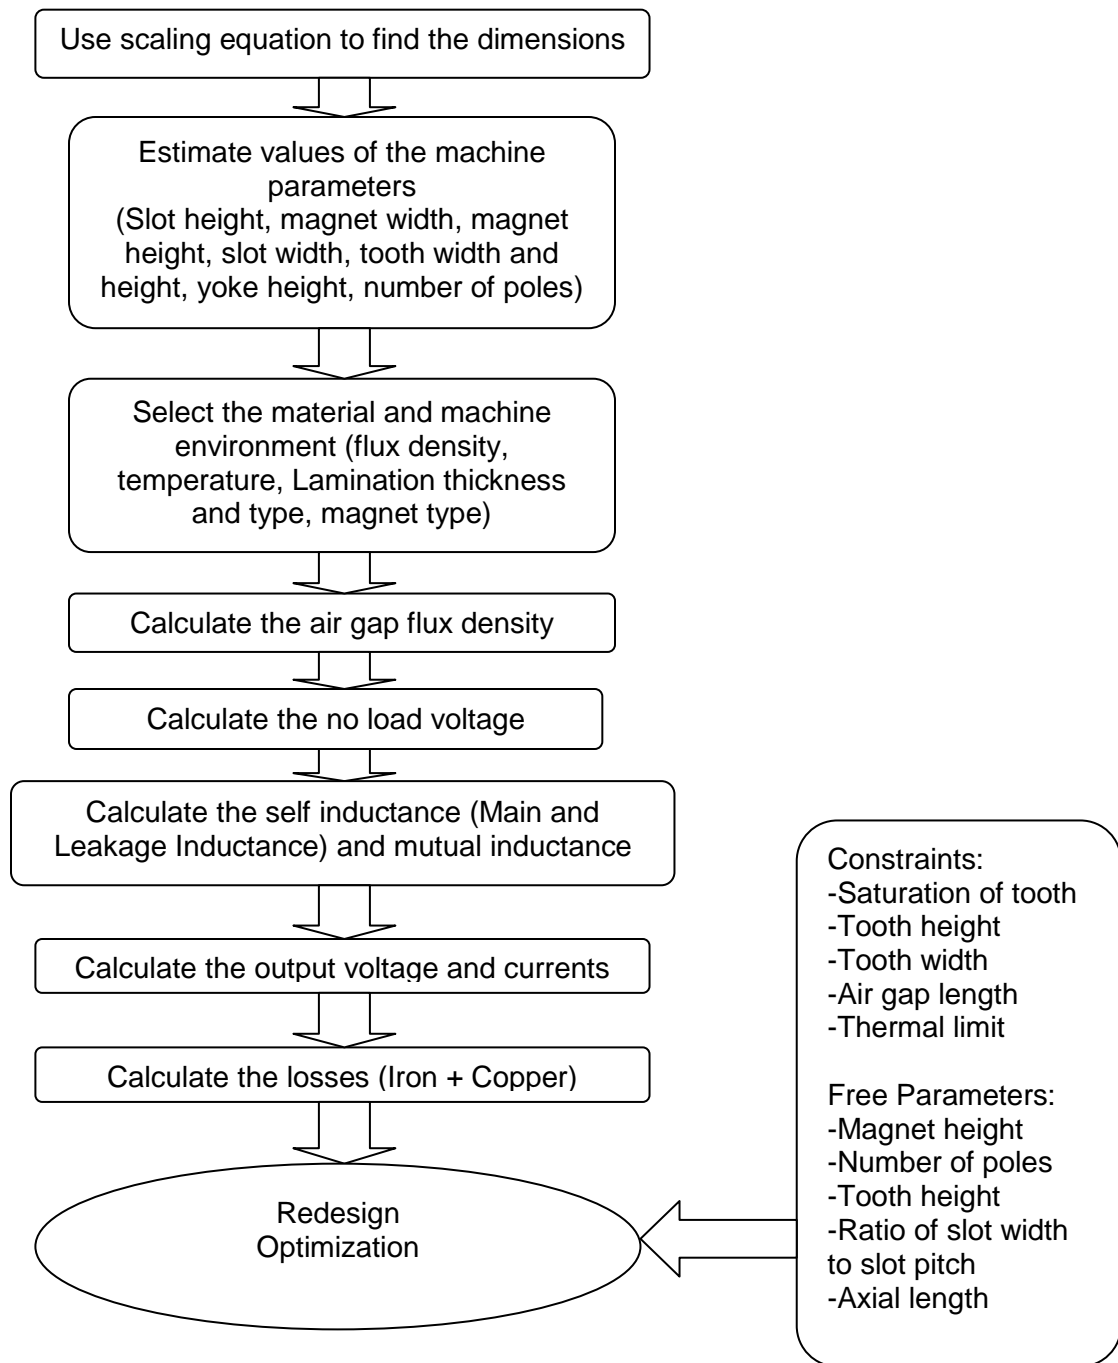 Use scaling equation to find the dimensions
Estimate values of the machine
parameters
(Slot height, magnet width, magnet
height, slot width, tooth width and
height, yoke height, number of poles)
Select the material and machine
environment (flux density,
temperature, Lamination thickness
and type, magnet type)
Calculate the air gap flux density
Calculate the no load voltage
Calculate the self inductance (Main and
Leakage Inductance) and mutual inductance
Calculate the output voltage and currents
Calculate the losses (Iron + Copper)
Redesign
Optimization
Constraints:
-Saturation of tooth
-Tooth height
-Tooth width
-Air gap length
-Thermal limit
Free Parameters:
-Magnet height
-Number of poles
-Tooth height
-Ratio of slot width
to slot pitch
-Axial length